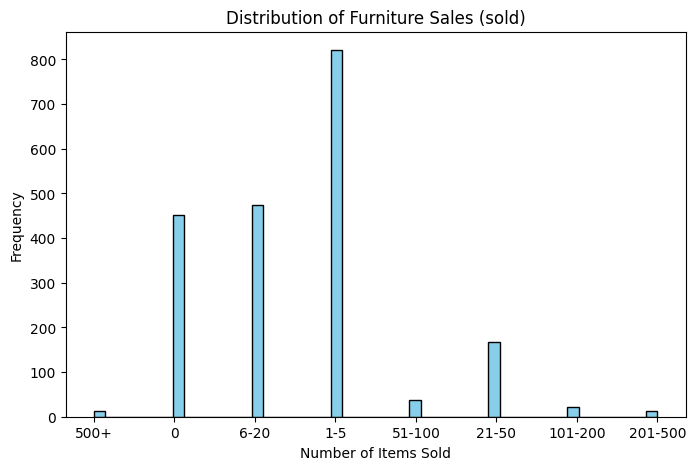 Distribution of Furniture Sales (sold)
Frequency
800
700
600
500
400
300
200
100
0
500+ 0 6-20 1-5 51-100 21-50 101-200 201-500
Number of Items Sold